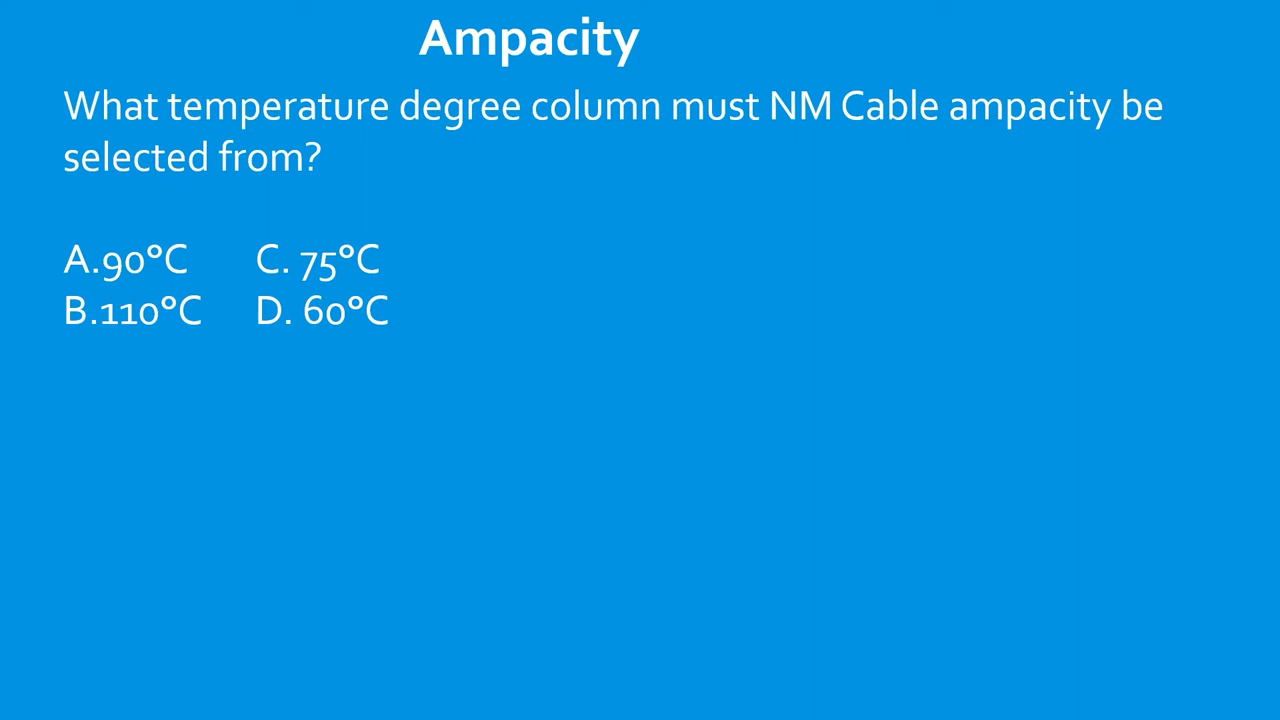 Ampacity
What temperature degree column must NM Cable ampacity be
selected from?
A.90°C C. 75°C
B.110°C D. 60°C